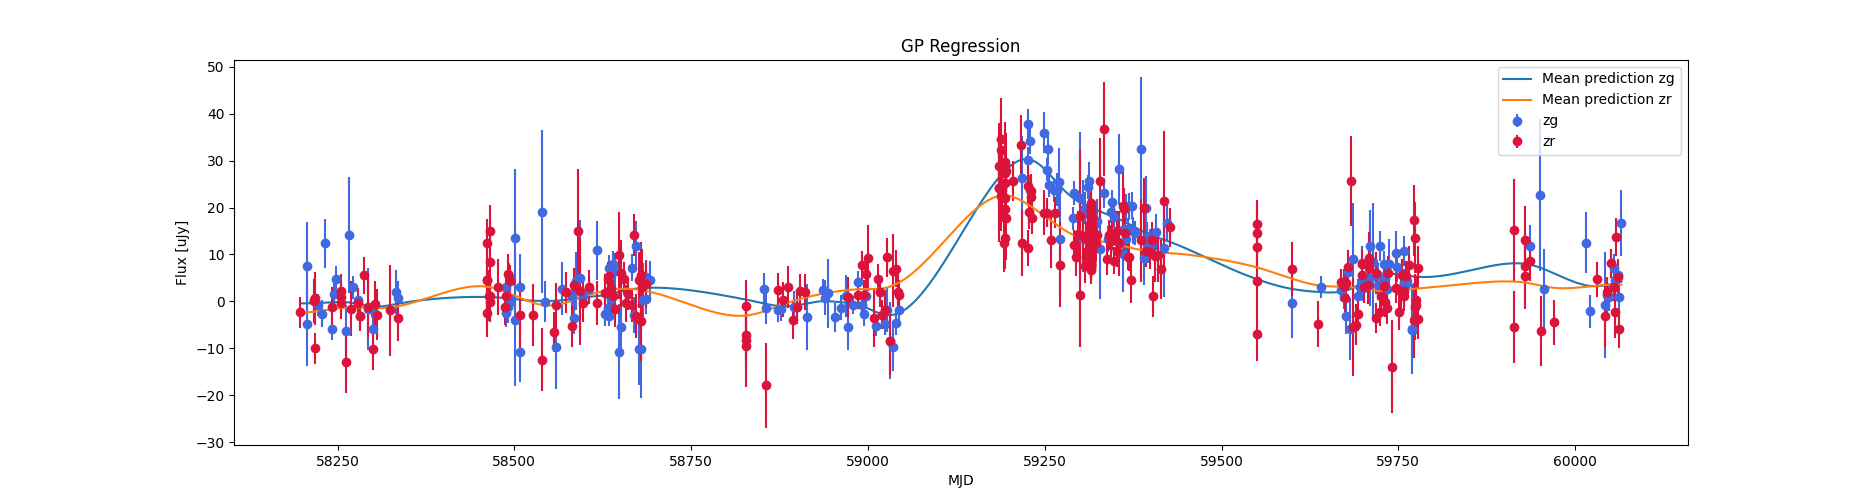 GP Regression
Flux [uJy]
50
40
30
20
10
0
−10
−20
−30
Mean prediction zg
Mean prediction zr
zg
zr
58250 58500 58750 59000 59250 59500 59750 60000
MJD